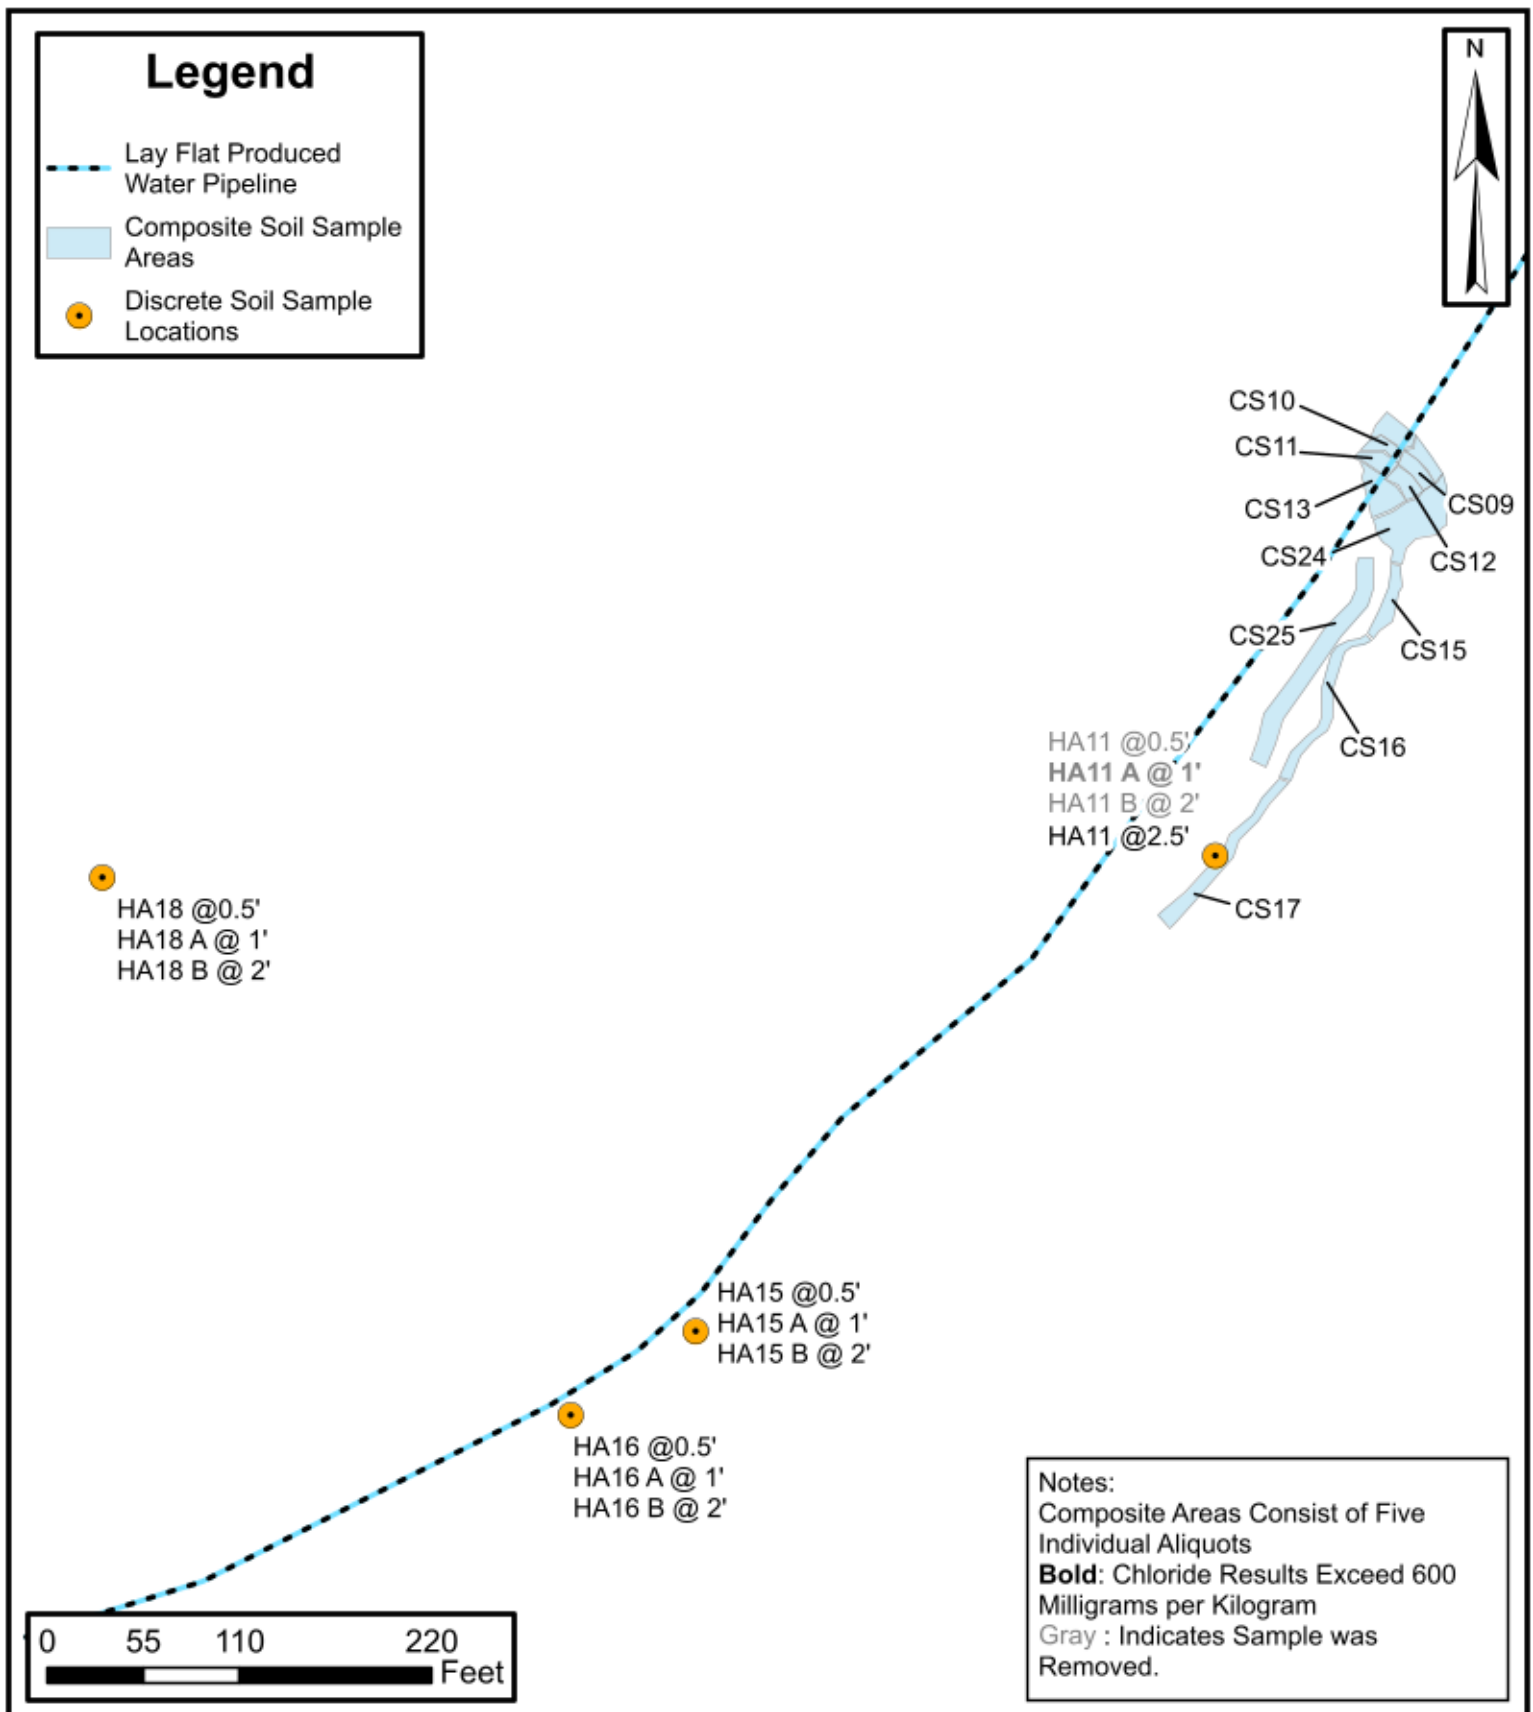 Legend
Lay Flat Produced
Water Pipeline
Composite Soil Sample
Areas
Discrete Soil Sample
Locations
N
CS10
CS11
CS13
CS09
CS24
CS12
CS25
CS15
CS16
HA11 @0.5'
HA11 A @ 1'
HA11 B @ 2'
HA11 @2.5'
CS17
HA18 @0.5'
HA18 A @ 1'
HA18 B @ 2'
HA15 @0.5'
HA15 A @ 1'
HA15 B @ 2'
HA16 @0.5'
HA16 A @ 1'
HA16 B @ 2'
Notes:
Composite Areas Consist of Five
Individual Aliquots
Bold: Chloride Results Exceed 600
Milligrams per Kilogram
Gray : Indicates Sample was
Removed.
0 55 110 220
Feet